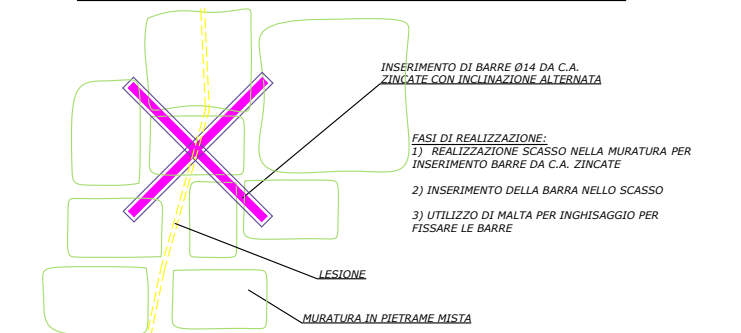 INSERIMENTO DI BARRE Ø14 DA C.A.
ZINCATE CON INCLINAZIONE ALTERNATA
FASI DI REALIZZAZIONE:
1) REALIZZAZIONE SCASSO NELLA MURATURA PER
INSERIMENTO BARRE DA C.A. ZINCATE
2) INSERIMENTO DELLA BARRA NELLO SCASSO
3) UTILIZZO DI MALTA PER INGHISAGGIO PER
FISSARE LE BARRE
LESIONE
MURATURA IN PIETRAME MISTA